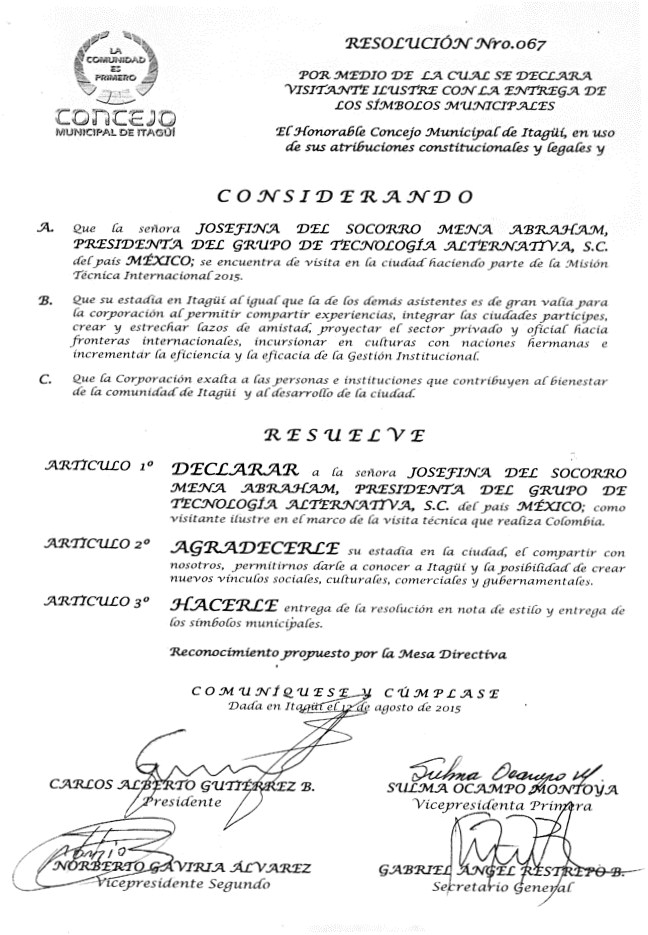 LA
COMUNIDAD
ES
PRIMERO
CONCEJO
MUNICIPAL DE ITAGÜÍ
RESOLUCIÓN Nro.067
POR MEDIO DE LA CUAL SE DECLARA
VISITANTE ILUSTRE CON LA ENTREGA DE
LOS SÍMBOLOS MUNICIPALES
El Honorable Concejo Municipal de Itagüí, en uso
de sus atribuciones constitucionales y legales y
CONSIDERANDO
A. Que la señora JOSEFINA DEL SOCORRO MENA ABRAHAM,
PRESIDENTA DEL GRUPO DE TECNOLOGÍA ALTERNATIVA, S.C.
del país MÉXICO; se encuentra de visita en la ciudad haciendo parte de la Misión
Técnica Internacional 2015.
B. Que su estadía en Itagüí al igual que la de los demás asistentes es de gran valía para
la corporación al permitir compartir experiencias, integrar las ciudades partícipes,
crear y estrechar lazos de amistad, proyectar el sector privado y oficial hacia
fronteras internacionales, incursionar en culturas con naciones hermanas e
incrementar la eficiencia y la eficacia de la Gestión Institucional.
C. Que la Corporación exalta a las personas e instituciones que contribuyen al bienestar
de la comunidad de Itagüí y al desarrollo de la ciudad.
RESUELVE
ARTÍCULO 1º DECLARAR a la señora JOSEFINA DEL SOCORRO
MENA ABRAHAM, PRESIDENTA DEL GRUPO DE
TECNOLOGÍA ALTERNATIVA, S.C. del país MÉXICO; como
visitante ilustre en el marco de la visita técnica que realiza Colombia.
ARTÍCULO 2º AGRADECERLE su estadía en la ciudad, el compartir con
nosotros, permitirnos darle a conocer a Itagüí y la posibilidad de crear
nuevos vínculos sociales, culturales, comerciales y gubernamentales.
ARTÍCULO 3º HACERLE entrega de la resolución en nota de estilo y entrega de
los símbolos municipales.
Reconocimiento propuesto por la Mesa Directiva
COMUNÍQUESE Y CÚMPLASE
Dada en Itagüí el 12 de agosto de 2015
CARLOS ALBERTO GUTIÉRREZ B.
Presidente
Sulma Ocampo M
SULMA OCAMPO MONTOYA
Vicepresidenta Primera
NORBERTO GAVIRIA ÁLVAREZ
Vicepresidente Segundo
GABRIEL ÁNGEL RESTREPO B.
Secretario General